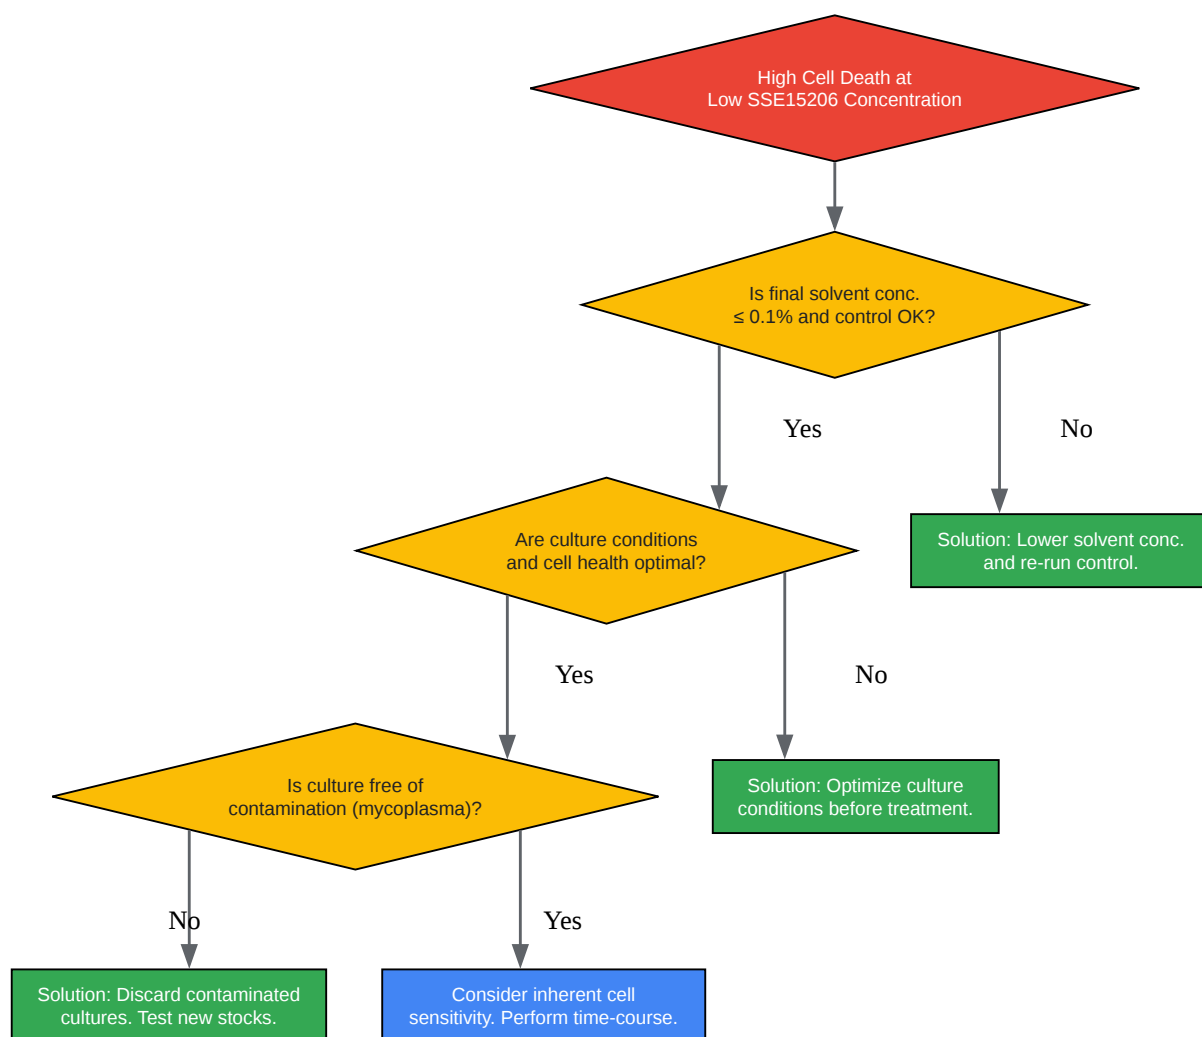 High Cell Death at
Low SSE15206 Concentration
Is final solvent conc.
≤ 0.1% and control OK?
Yes
No
Are culture conditions
and cell health optimal?
Solution: Lower solvent conc.
and re-run control.
Yes
No
Is culture free of
contamination (mycoplasma)?
Solution: Optimize culture
conditions before treatment.
No
Yes
Solution: Discard contaminated
cultures. Test new stocks.
Consider inherent cell
sensitivity. Perform time-course.